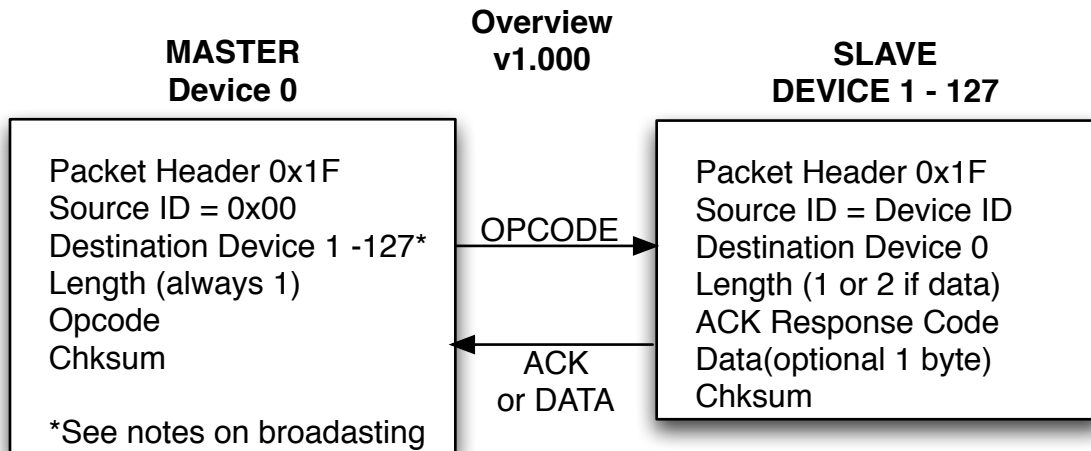 Overview
v1.000
MASTER
Device 0
SLAVE
DEVICE 1 - 127
Packet Header 0x1F
Source ID = 0x00
Destination Device 1 -127*
Length (always 1)
Opcode
Chksum
*See notes on broadasting
OPCODE
ACK
or DATA
Packet Header 0x1F
Source ID = Device ID
Destination Device 0
Length (1 or 2 if data)
ACK Response Code
Data(optional 1 byte)
Chksum